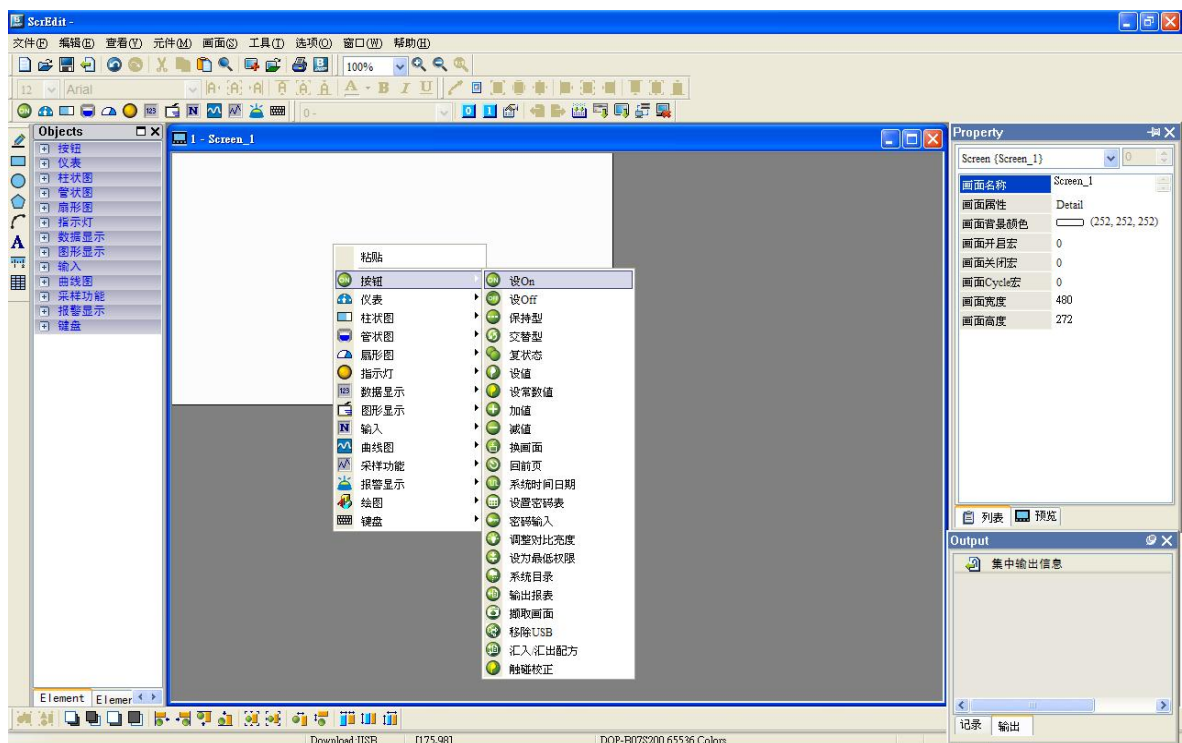 ScrEdit -
文件(F) 编辑(E) 查看(V) 元件(M) 画面(S) 工具(T) 选项(O) 窗口(W) 帮助(H)
100%
12 Arial
A B I U
0-
0 1
Objects
按钮
仪表
柱状图
管状图
扇形图
指示灯
数据显示
图形显示
输入
曲线图
采样功能
报警显示
键盘
Element Elemer
1 - Screen_1
粘贴
按钮
仪表
柱状图
管状图
扇形图
指示灯
数据显示
图形显示
输入
曲线图
采样功能
报警显示
绘图
键盘
设On
设Off
保持型
交替型
复状态
设值
设常数值
加值
减值
换画面
回前页
系统时间日期
设置密码表
密码输入
调整对比亮度
设为最低权限
系统目录
输出报表
撷取画面
移除USB
汇入/汇出配方
触碰校正
Property
Screen {Screen_1} 0
画面名称 Screen_1
画面属性 Detail
画面背景颜色 (252, 252, 252)
画面开启宏 0
画面关闭宏 0
画面Cycle宏 0
画面宽度 480
画面高度 272
列表 预览
Output
集中输出信息
记录 输出
Download:USB [175,98] DOP-B07S200 65536 Colors